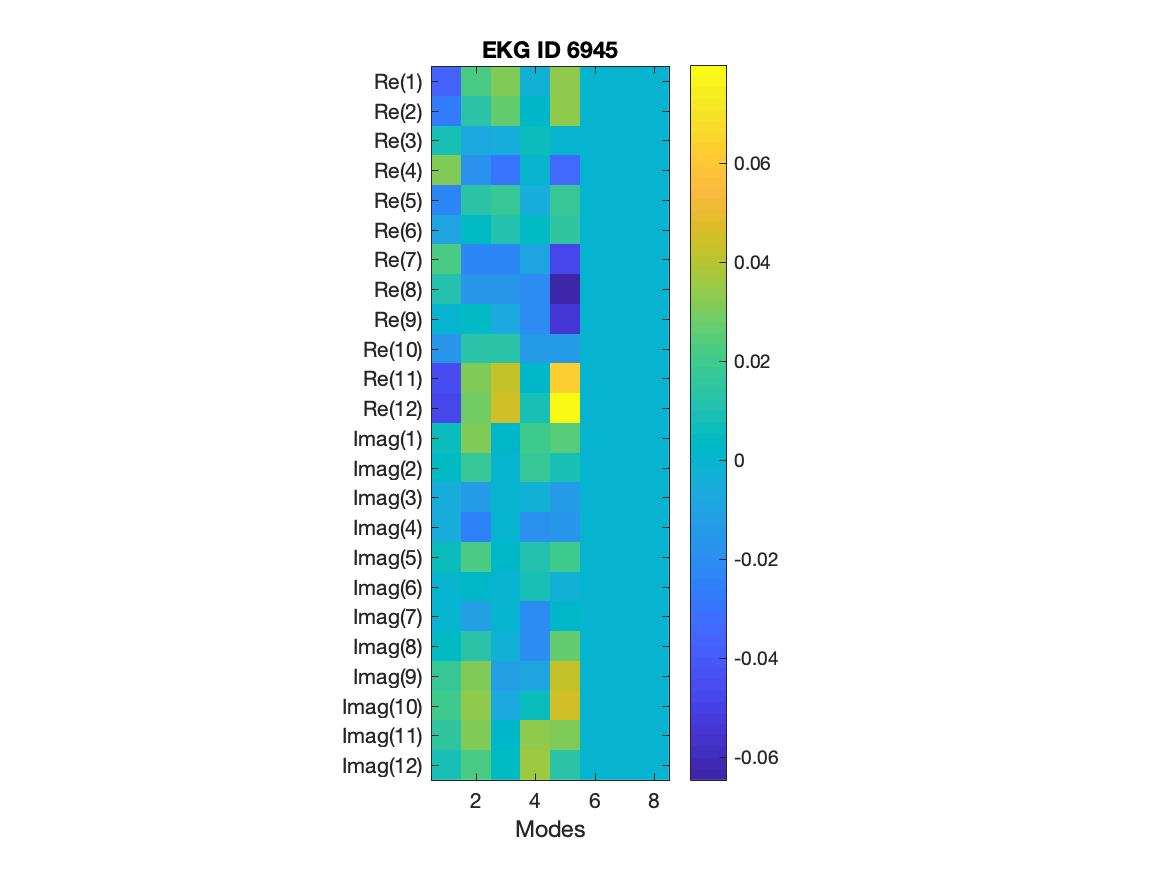 EKG ID 6945
Re(1)
Re(2)
Re(3)
Re(4)
Re(5)
Re(6)
Re(7)
Re(8)
Re(9)
Re(10)
Re(11)
Re(12)
Imag(1)
Imag(2)
Imag(3)
Imag(4)
Imag(5)
Imag(6)
Imag(7)
Imag(8)
Imag(9)
Imag(10)
Imag(11)
Imag(12)
2 4 6 8
Modes
0.06
0.04
0.02
0
-0.02
-0.04
-0.06